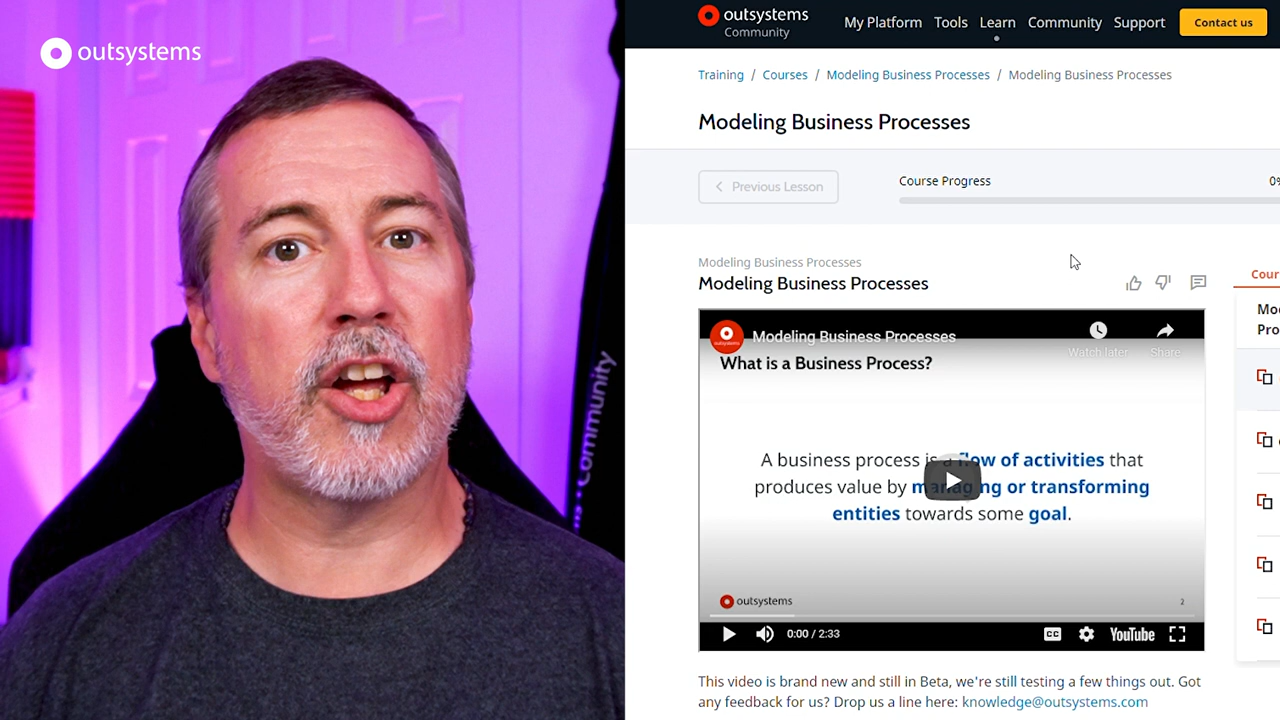 outsystems
Community
outsystems
Community
My Platform Tools Learn Community Support Contact us
Training / Courses / Modeling Business Processes / Modeling Business Processes
Modeling Business Processes
Previous Lesson
Course Progress
Modeling Business Processes
Modeling Business Processes
Modeling Business Processes
Watch later
Share
What is a Business Process?
A business process is a flow of activities that
produces value by managing or transforming
entities towards some goal.
outsystems
2
0:00 / 2:33
CC
YouTube
This video is brand new and still in Beta, we're still testing a few things out. Got
any feedback for us? Drop us a line here: knowledge@outsystems.com